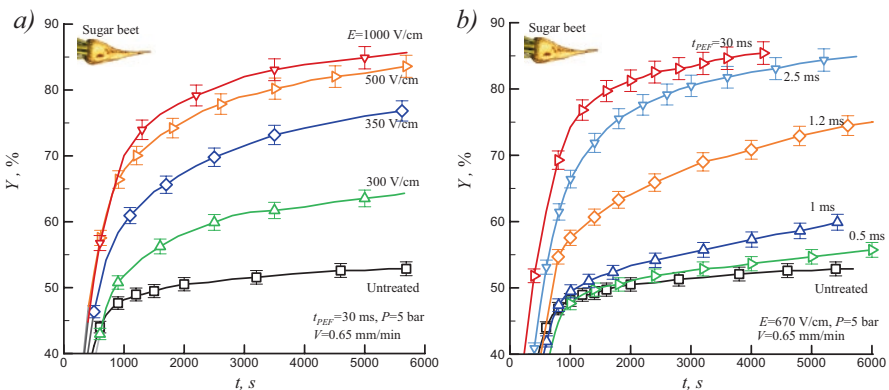 a)
Sugar beet
E=1000 V/cm
500 V/cm
350 V/cm
300 V/cm
Untreated
t_PEF=30 ms, P=5 bar
V=0.65 mm/min
Y, %
90
80
70
60
50
40
0 1000 2000 3000 4000 5000 6000
t, s
b)
Sugar beet
t_PEF=30 ms
2.5 ms
1.2 ms
1 ms
0.5 ms
Untreated
E=670 V/cm, P=5 bar
V=0.65 mm/min
Y, %
90
80
70
60
50
40
0 1000 2000 3000 4000 5000 6000
t, s